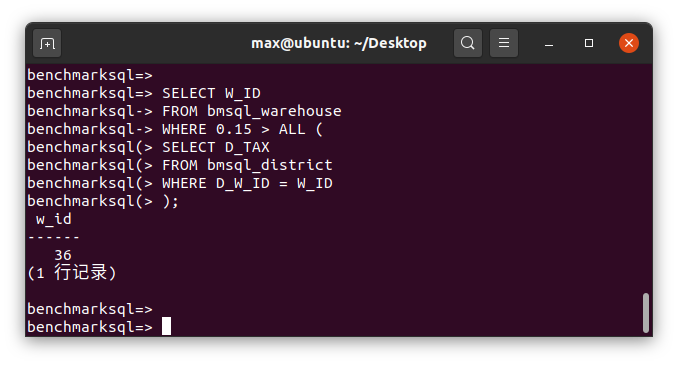 max@ubuntu: ~/Desktop
benchmarksql=>
benchmarksql=> SELECT W_ID
benchmarksql-> FROM bmsql_warehouse
benchmarksql-> WHERE 0.15 > ALL (
benchmarksql(> SELECT D_TAX
benchmarksql(> FROM bmsql_district
benchmarksql(> WHERE D_W_ID = W_ID
benchmarksql(> );
w_id
------
36
(1 行记录)
benchmarksql=>
benchmarksql=>